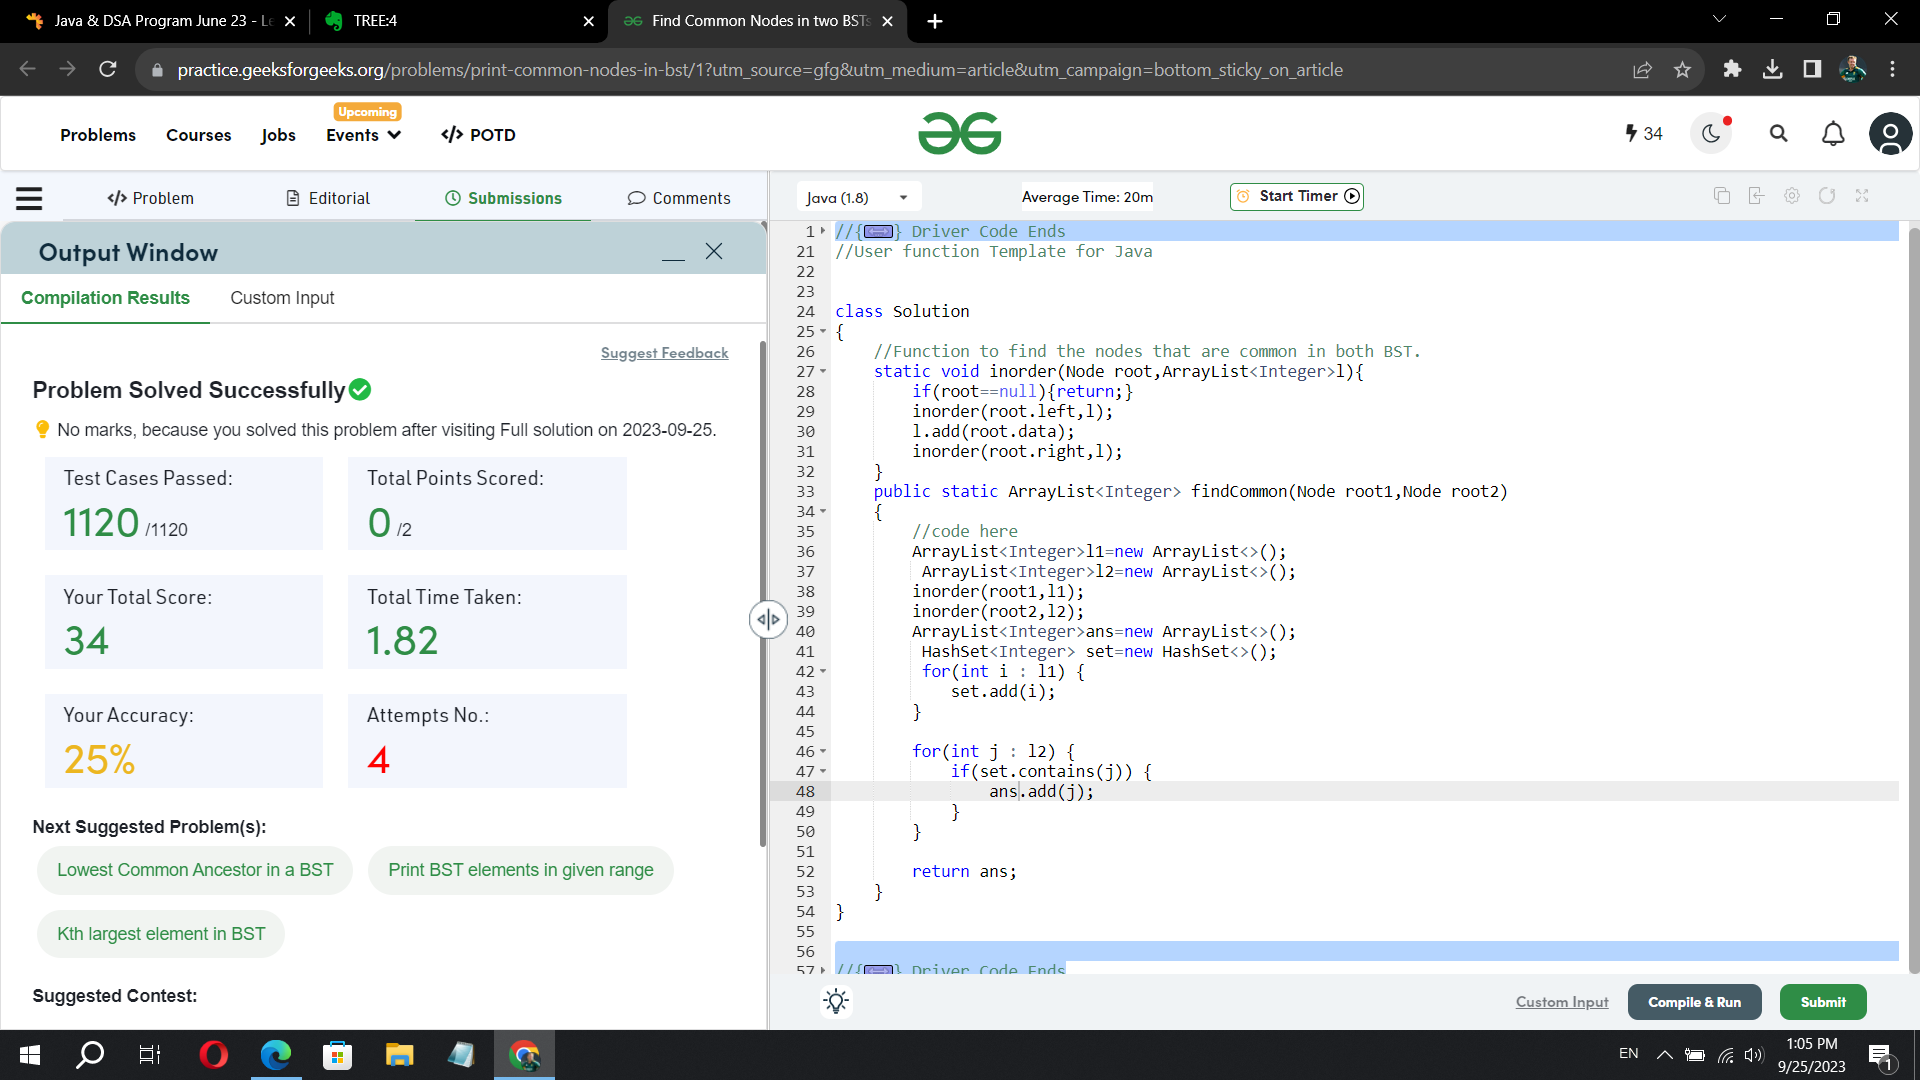 Java & DSA Program June 23 - Le
TREE:4
Find Common Nodes in two BSTs
practice.geeksforgeeks.org/problems/print-common-nodes-in-bst/1?utm_source=gfg&utm_medium=article&utm_campaign=bottom_sticky_on_article
Upcoming
Problems
Courses
Jobs
Events
</> POTD
34
</> Problem
Editorial
Submissions
Comments
Java (1.8)
Average Time: 20m
Start Timer
Output Window
Compilation Results
Custom Input
Suggest Feedback
Problem Solved Successfully
No marks, because you solved this problem after visiting Full solution on 2023-09-25.
Test Cases Passed:
1120 /1120
Total Points Scored:
0 /2
Your Total Score:
34
Total Time Taken:
1.82
Your Accuracy:
25%
Attempts No.:
4
Next Suggested Problem(s):
Lowest Common Ancestor in a BST
Print BST elements in given range
Kth largest element in BST
Suggested Contest:
1 //{} Driver Code Ends
21 //User function Template for Java
22
23
24 class Solution
25 {
26 //Function to find the nodes that are common in both BST.
27 static void inorder(Node root,ArrayList<Integer>l){
28 if(root==null){return;}
29 inorder(root.left,l);
30 l.add(root.data);
31 inorder(root.right,l);
32 }
33 public static ArrayList<Integer> findCommon(Node root1,Node root2)
34 {
35 //code here
36 ArrayList<Integer>l1=new ArrayList<>();
37 ArrayList<Integer>l2=new ArrayList<>();
38 inorder(root1,l1);
39 inorder(root2,l2);
40 ArrayList<Integer>ans=new ArrayList<>();
41 HashSet<Integer> set=new HashSet<>();
42 for(int i : l1) {
43 set.add(i);
44 }
45
46 for(int j : l2) {
47 if(set.contains(j)) {
48 ans.add(j);
49 }
50 }
51
52 return ans;
53 }
54 }
55
56
57 //{} Driver Code Ends
Custom Input
Compile & Run
Submit
EN
1:05 PM
9/25/2023
1